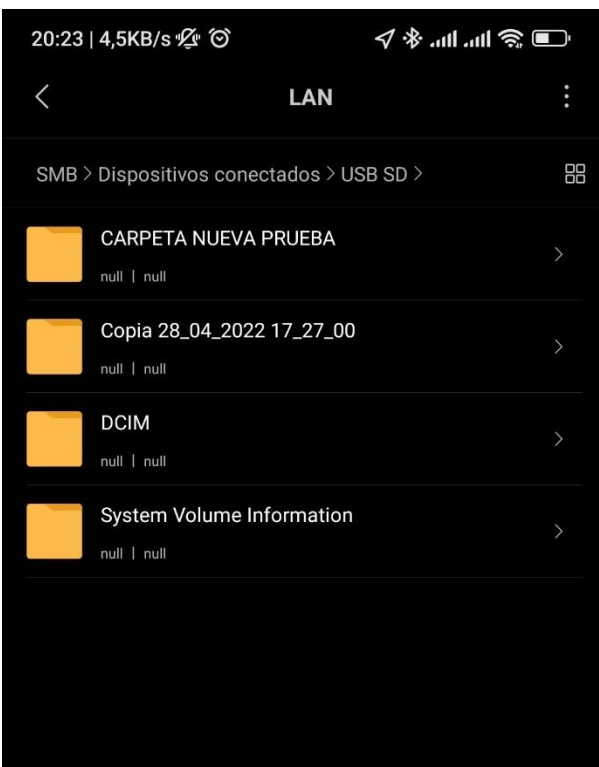 20:23 | 4,5KB/s
LAN
SMB > Dispositivos conectados > USB SD >
CARPETA NUEVA PRUEBA
null | null
Copia 28_04_2022 17_27_00
null | null
DCIM
null | null
System Volume Information
null | null